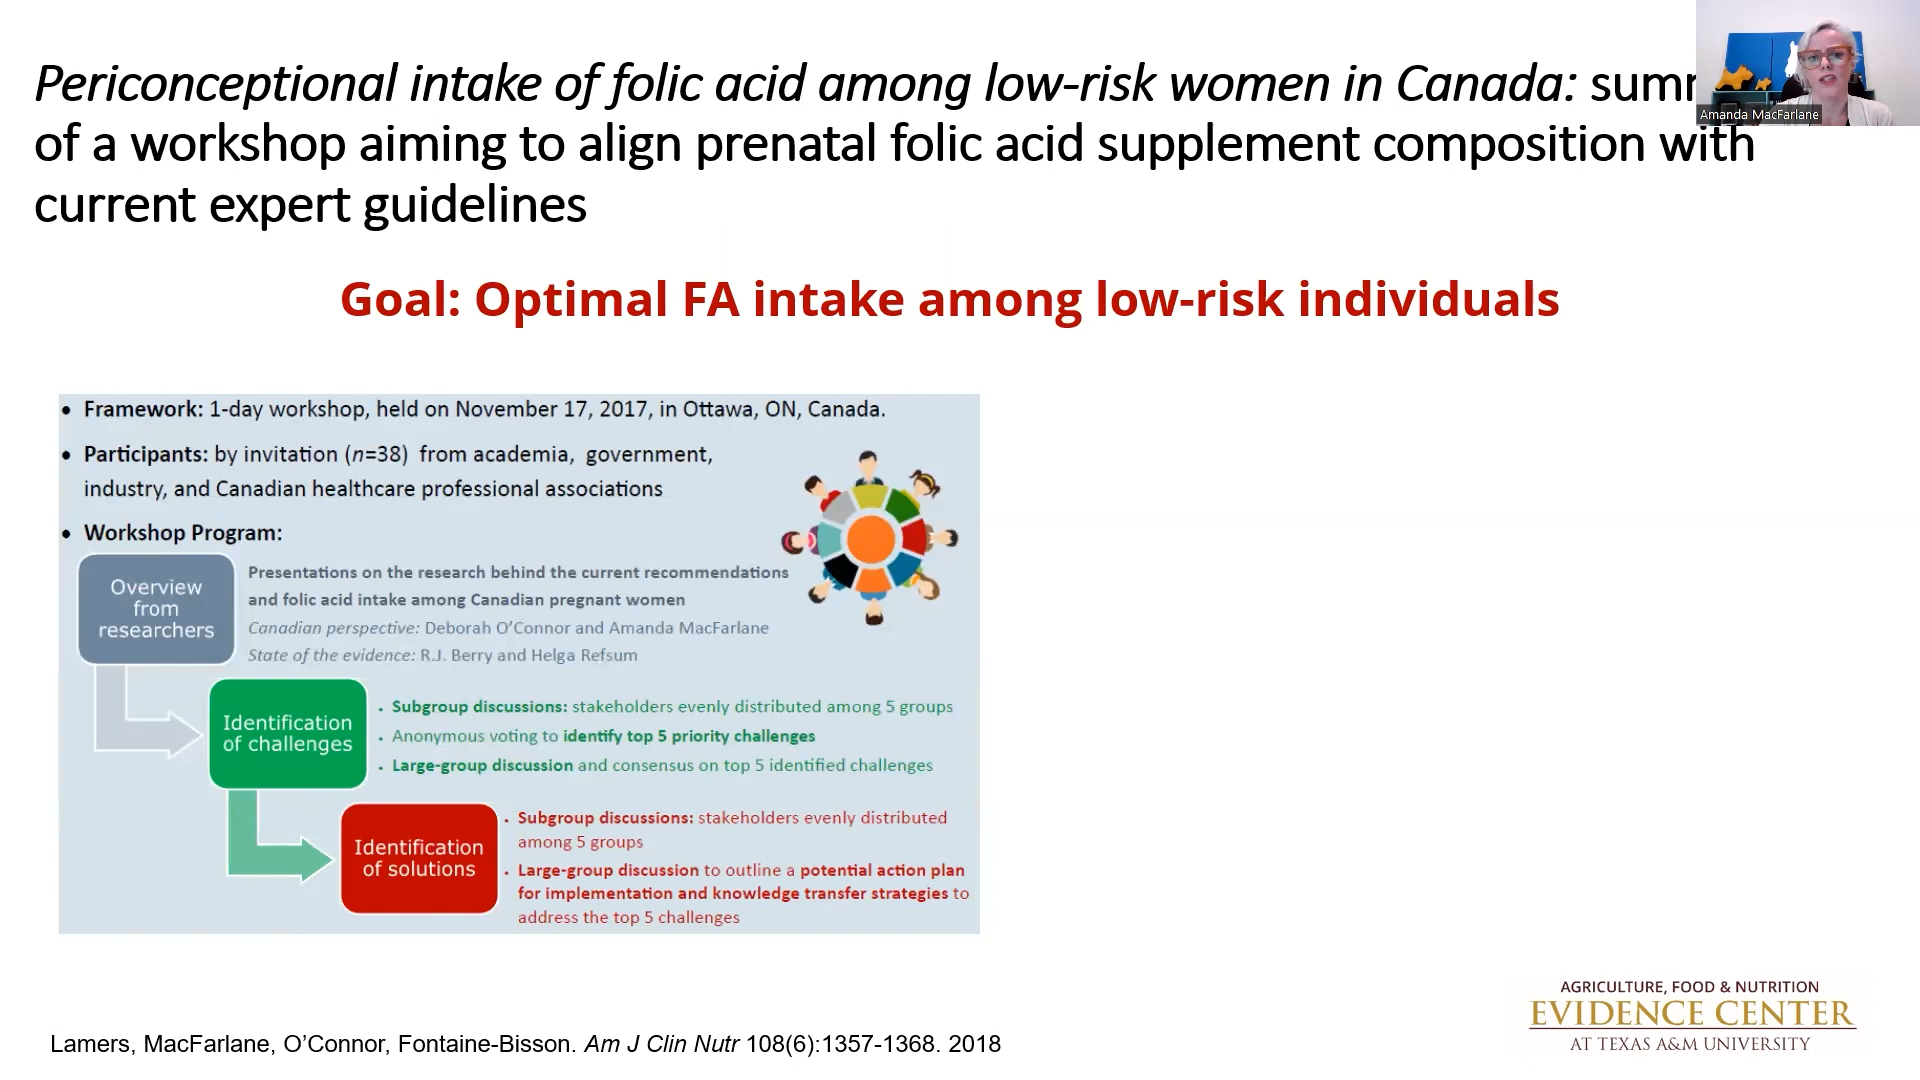 Periconceptional intake of folic acid among low-risk women in Canada:
of a workshop aiming to align prenatal folic acid supplement composition with
current expert guidelines
Amanda MacFarlane
Goal: Optimal FA intake among low-risk individuals
• Framework: 1-day workshop, held on November 17, 2017, in Ottawa, ON, Canada.
• Participants: by invitation (n=38) from academia, government,
industry, and Canadian healthcare professional associations
• Workshop Program:
Overview
from
researchers
Presentations on the research behind the current recommendations
and folic acid intake among Canadian pregnant women
Canadian perspective: Deborah O'Connor and Amanda MacFarlane
State of the evidence: R.J. Berry and Helga Refsum
Identification
of challenges
• Subgroup discussions: stakeholders evenly distributed among 5 groups
• Anonymous voting to identify top 5 priority challenges
• Large-group discussion and consensus on top 5 identified challenges
Identification
of solutions
• Subgroup discussions: stakeholders evenly distributed
among 5 groups
• Large-group discussion to outline a potential action plan
for implementation and knowledge transfer strategies to
address the top 5 challenges
Lamers, MacFarlane, O'Connor, Fontaine-Bisson. Am J Clin Nutr 108(6):1357-1368. 2018
AGRICULTURE, FOOD & NUTRITION
EVIDENCE CENTER
AT TEXAS A&M UNIVERSITY